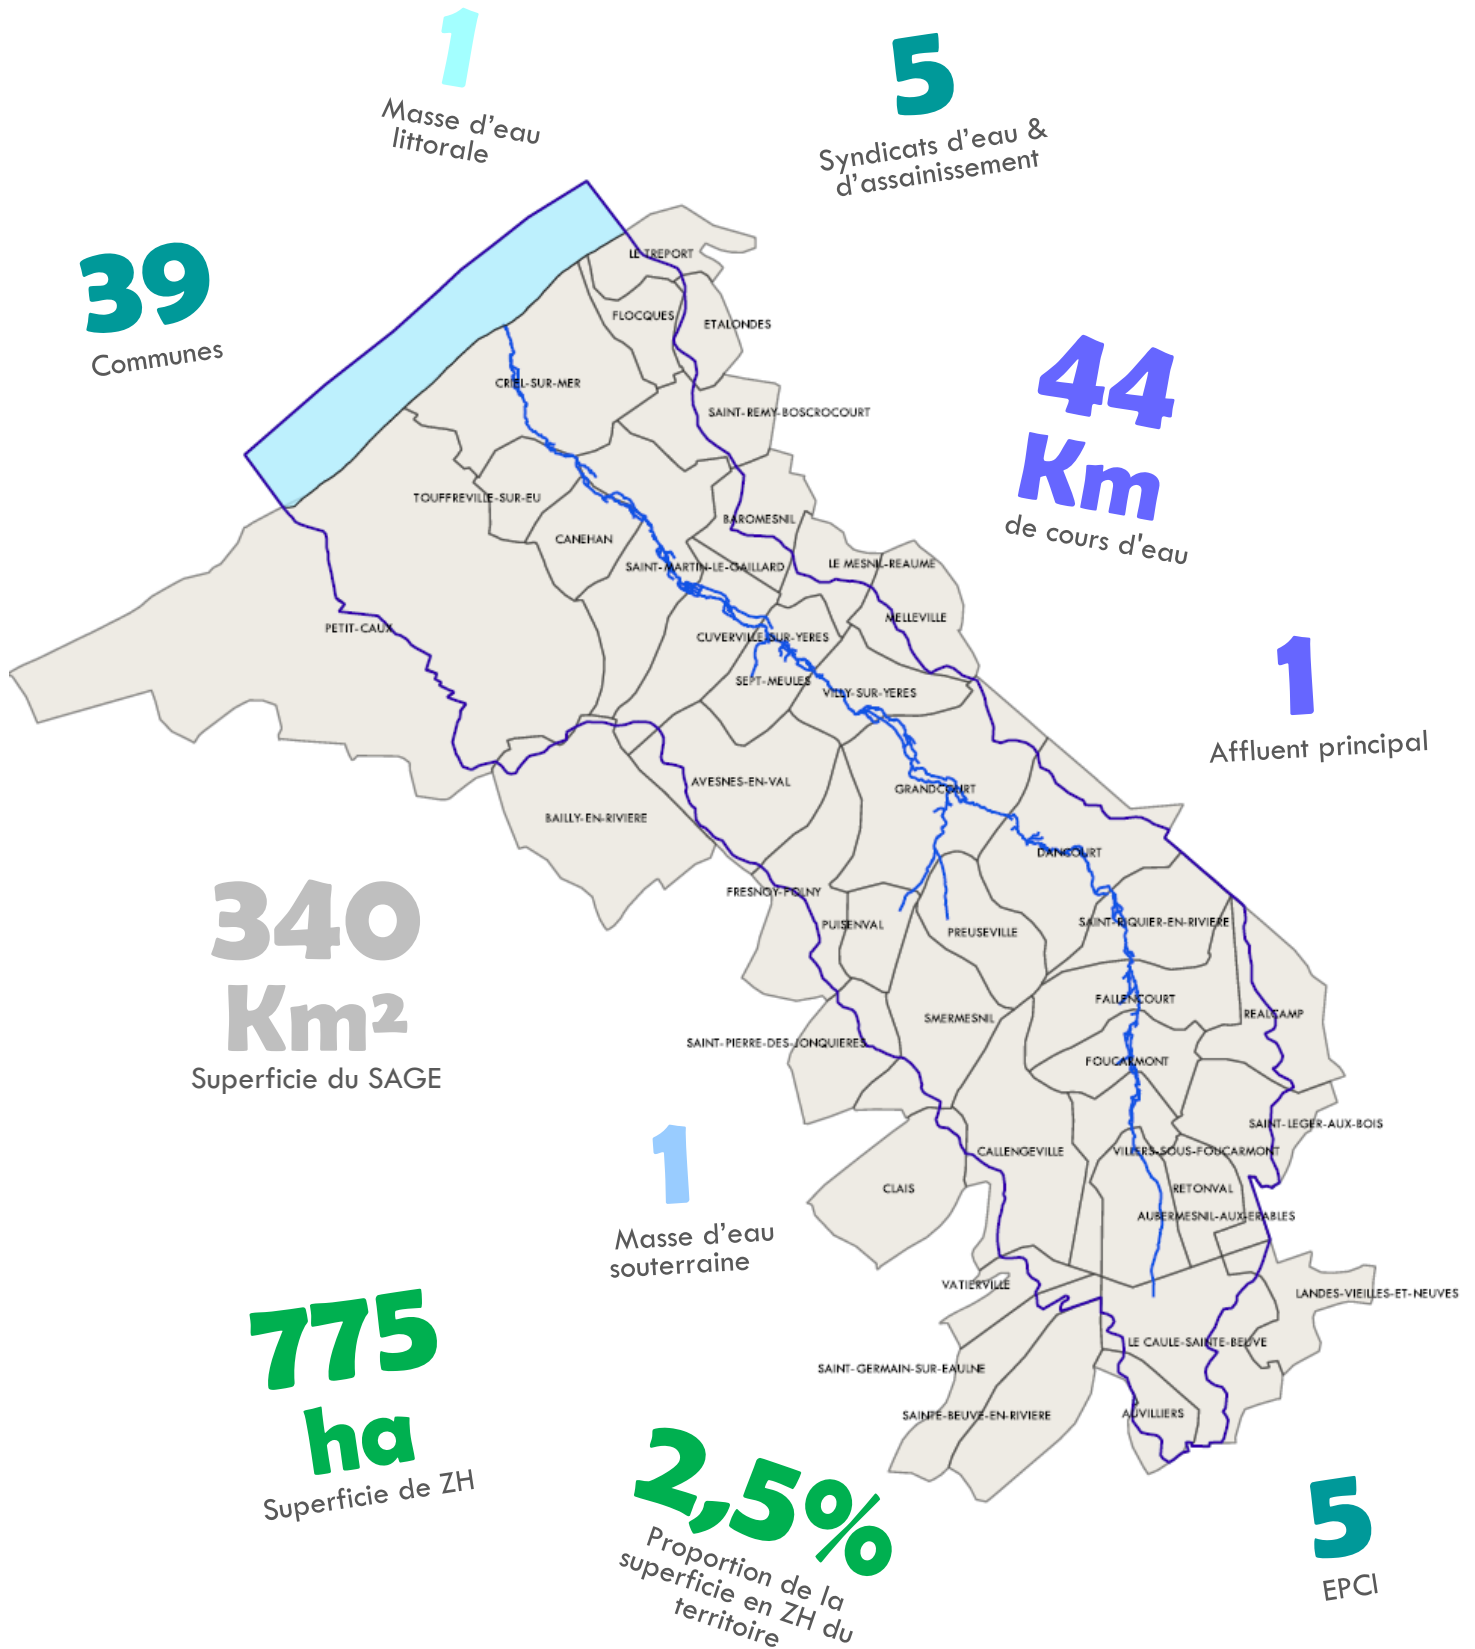 1
Masse d'eau
littorale
5
Syndicats d'eau &
d'assainissement
39
Communes
LE TREPORT
FLOCQUES
ETALONDES
CRIEL-SUR-MER
SAINT-REMY-BOSCROCOURT
44
Km
de cours d'eau
TOUFFREVILLE-SUR-EU
BAROMESNIL
CANEHAN
SAINT-MARTIN-LE-GAILLARD
LE MESNIL-REAUME
MELLEVILLE
PETIT-CAUX
CUVERVILLE-SUR-YERES
SEPT-MEULES
VILLY-SUR-YERES
1
Affluent principal
AVESNES-EN-VAL
GRANDCOURT
BAILLY-EN-RIVIERE
DANCOURT
FRESNOY-FOLNY
PUISENVAL
PREUSEVILLE
SAINT-RIQUIER-EN-RIVIERE
340
Km²
Superficie du SAGE
FALLENCOURT
SMERMESNIL
REALCAMP
SAINT-PIERRE-DES-JONQUIERES
FOUCARMONT
SAINT-LEGER-AUX-BOIS
CALLENGEVILLE
VILLERS-SOUS-FOUCARMONT
CLAIS
RETONVAL
AUBERMESNIL-AUX-ERABLES
1
Masse d'eau
souterraine
VATIERVILLE
LANDES-VIEILLES-ET-NEUVES
LE CAULE-SAINTE-BEUVE
SAINT-GERMAIN-SUR-EAULNE
SAINTE-BEUVE-EN-RIVIERE
AUVILLIERS
775
ha
Superficie de ZH
2,5%
Proportion de la
superficie en ZH du
territoire
5
EPCI